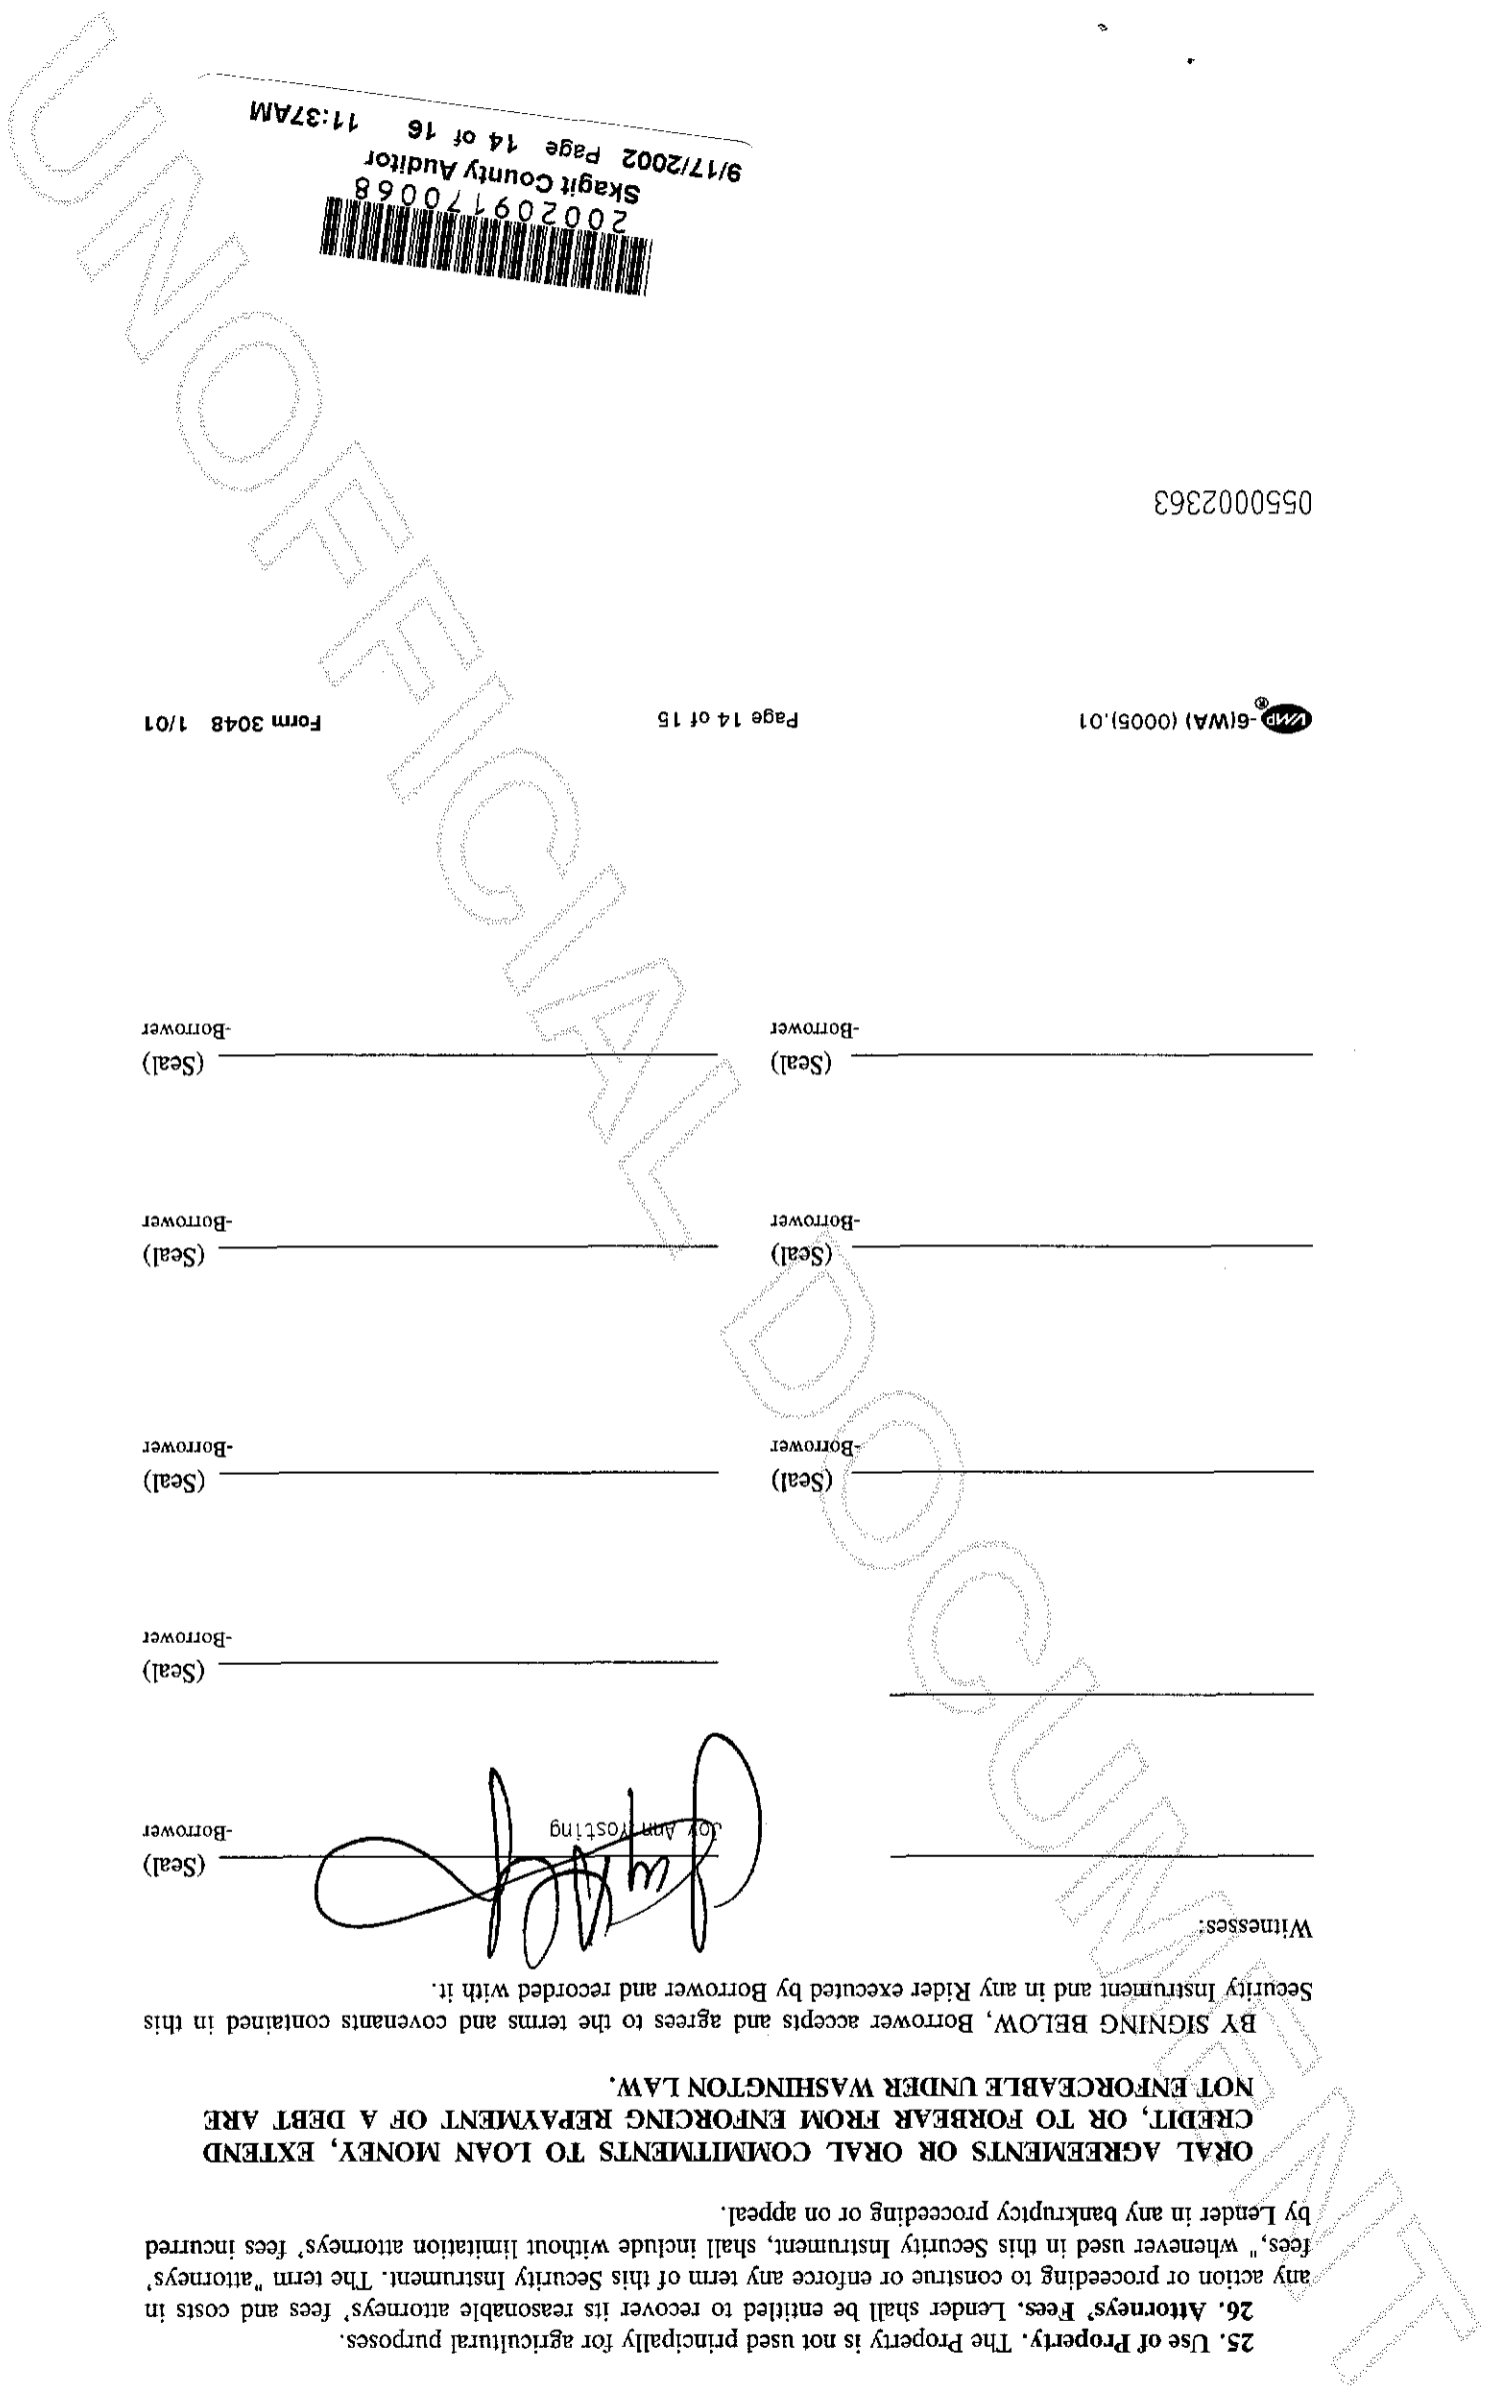 25. Use of Property. The Property is not used principally for agricultural purposes.
26. Attorneys' Fees. Lender shall be entitled to recover its reasonable attorneys' fees and costs in
any action or proceeding to construe or enforce any term of this Security Instrument. The term "attorneys'
fees," whenever used in this Security Instrument, shall include without limitation attorneys' fees incurred
by Lender in any bankruptcy proceeding or on appeal.
ORAL AGREEMENTS OR ORAL COMMITMENTS TO LOAN MONEY, EXTEND
CREDIT, OR TO FORBEAR FROM ENFORCING REPAYMENT OF A DEBT ARE
NOT ENFORCEABLE UNDER WASHINGTON LAW.
BY SIGNING BELOW, Borrower accepts and agrees to the terms and covenants contained in this
Security Instrument and in any Rider executed by Borrower and recorded with it.
Witnesses:
(Seal)
Joy Ann Yosting
-Borrower
(Seal)
-Borrower
(Seal) (Seal)
-Borrower -Borrower
(Seal) (Seal)
-Borrower -Borrower
(Seal) (Seal)
-Borrower -Borrower
VMP®-6(WA) (0005).01 Page 14 of 15 Form 3048 1/01
0550002363
200209170068
Skagit County Auditor
9/17/2002 Page 14 of 16 11:37AM
UNOFFICIAL DOCUMENT